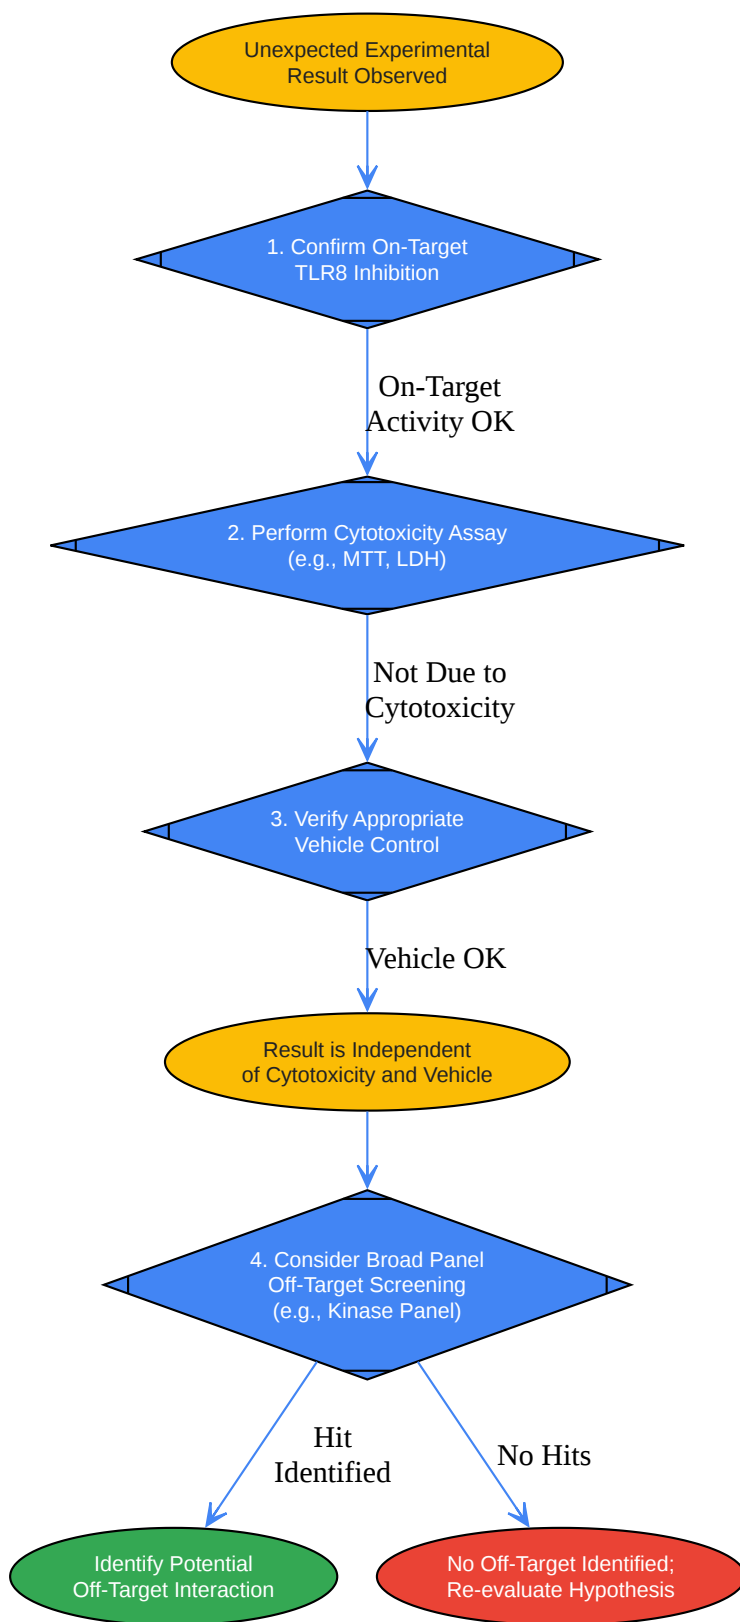 Unexpected Experimental
Result Observed
1. Confirm On-Target
TLR8 Inhibition
On-Target
Activity OK
2. Perform Cytotoxicity Assay
(e.g., MTT, LDH)
Not Due to
Cytotoxicity
3. Verify Appropriate
Vehicle Control
Vehicle OK
Result is Independent
of Cytotoxicity and Vehicle
4. Consider Broad Panel
Off-Target Screening
(e.g., Kinase Panel)
Hit
Identified
No Hits
Identify Potential
Off-Target Interaction
No Off-Target Identified;
Re-evaluate Hypothesis